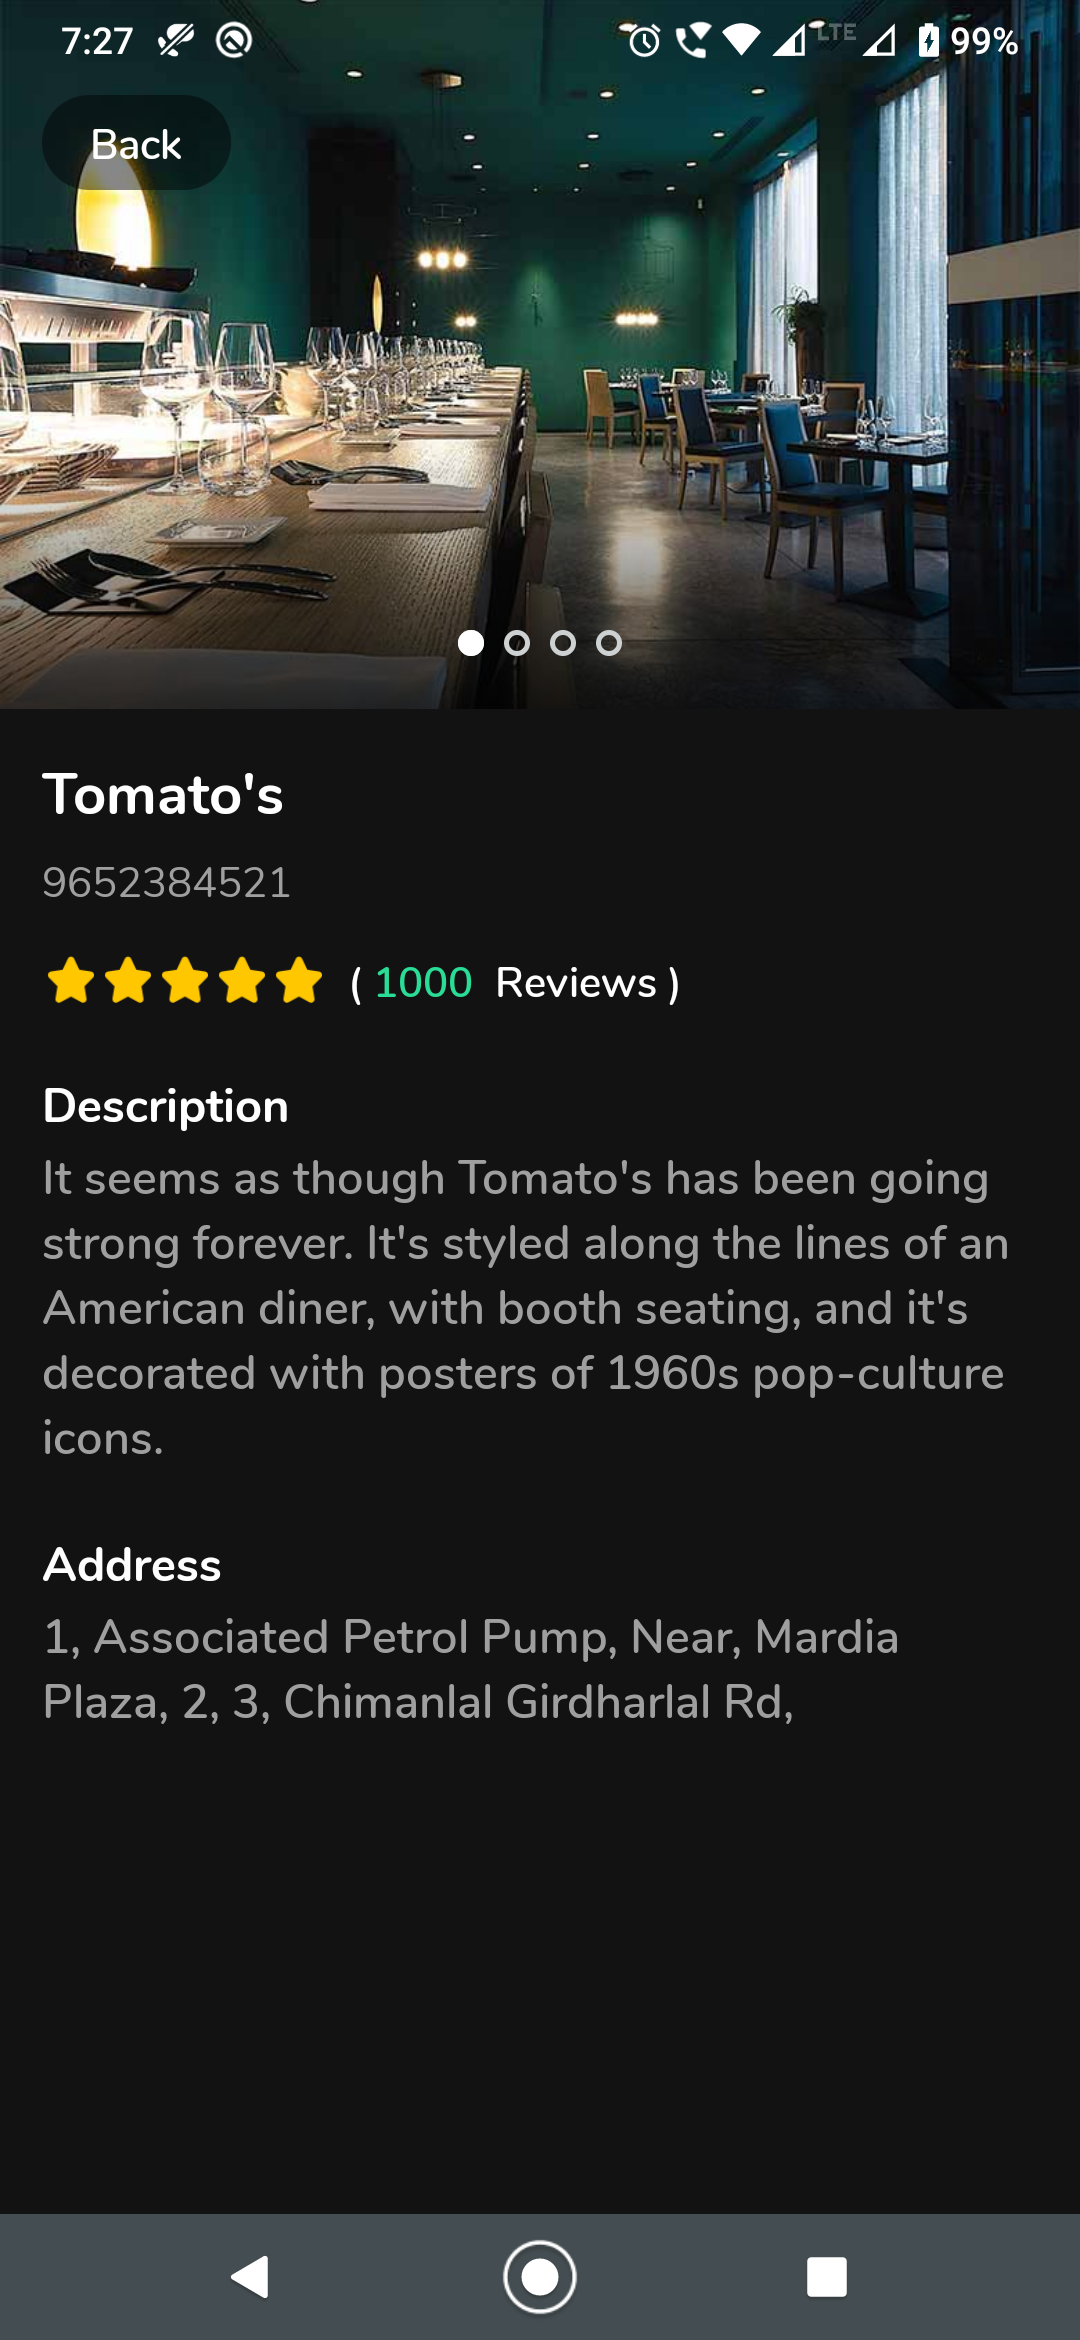 7:27 LTE 99%
Back
Tomato's
9652384521
( 1000 Reviews )
Description
It seems as though Tomato's has been going
strong forever. It's styled along the lines of an
American diner, with booth seating, and it's
decorated with posters of 1960s pop-culture
icons.
Address
1, Associated Petrol Pump, Near, Mardia
Plaza, 2, 3, Chimanlal Girdharlal Rd,